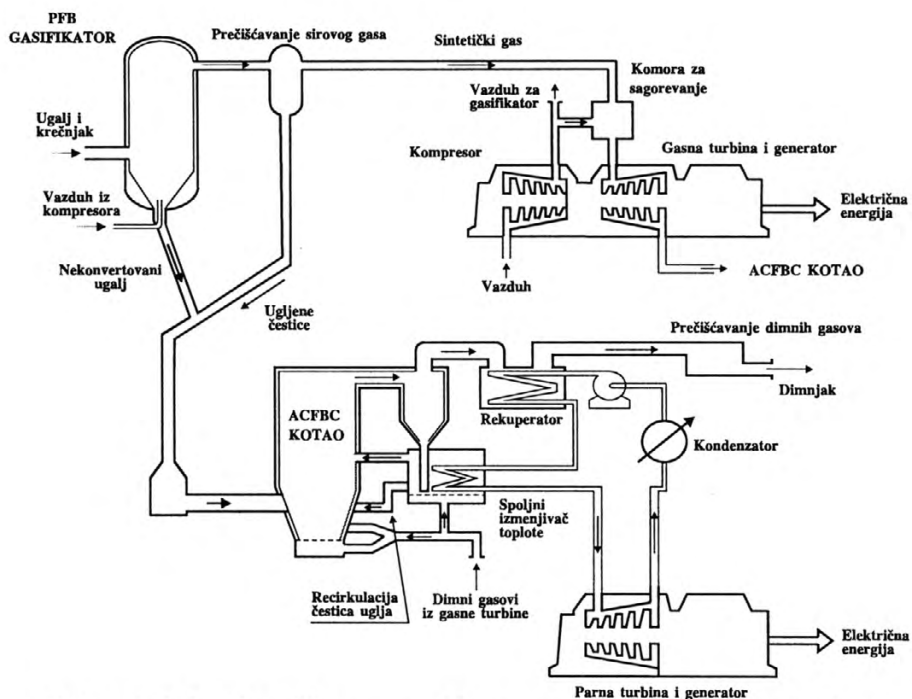 PFB
GASIFIKATOR
Prečišćavanje sirovog gasa
Sintetički gas
Komora za
sagorevanje
Vazduh za
gasifikator
Ugalj i
krečnjak
Kompresor
Gasna turbina i generator
Vazduh iz
kompresora
Električna
energija
Nekonvertovani
ugalj
Vazduh
ACFBC KOTAO
Ugljene
čestice
Prečišćavanje dimnih gasova
Dimnjak
ACFBC
KOTAO
Rekuperator
Kondenzator
Spoljni
izmenjivač
toplote
Recirkulacija
čestica uglja
Dimni gasovi
iz gasne turbine
Električna
energija
Parna turbina i generator